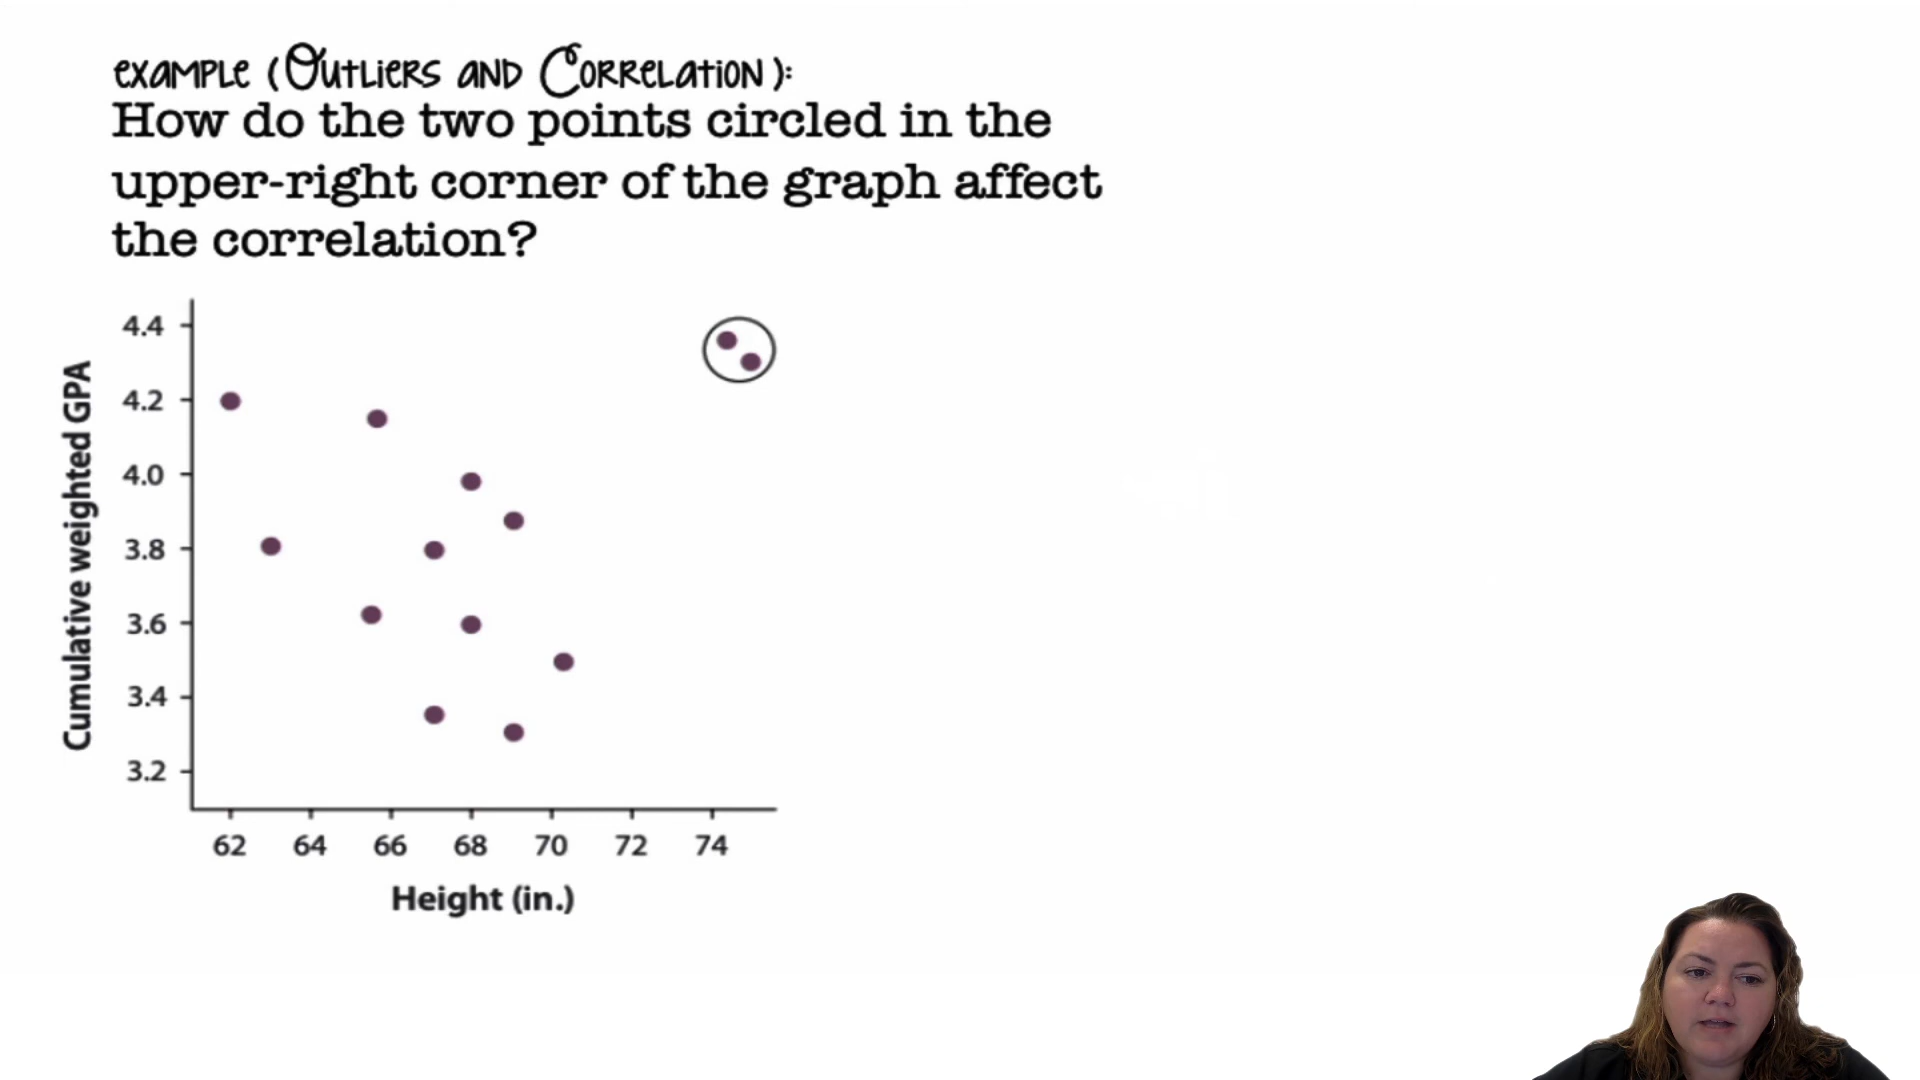 example (Outliers and Correlation):
How do the two points circled in the
upper-right corner of the graph affect
the correlation?
4.4
4.2
4.0
3.8
3.6
3.4
3.2
Cumulative weighted GPA
62 64 66 68 70 72 74
Height (in.)